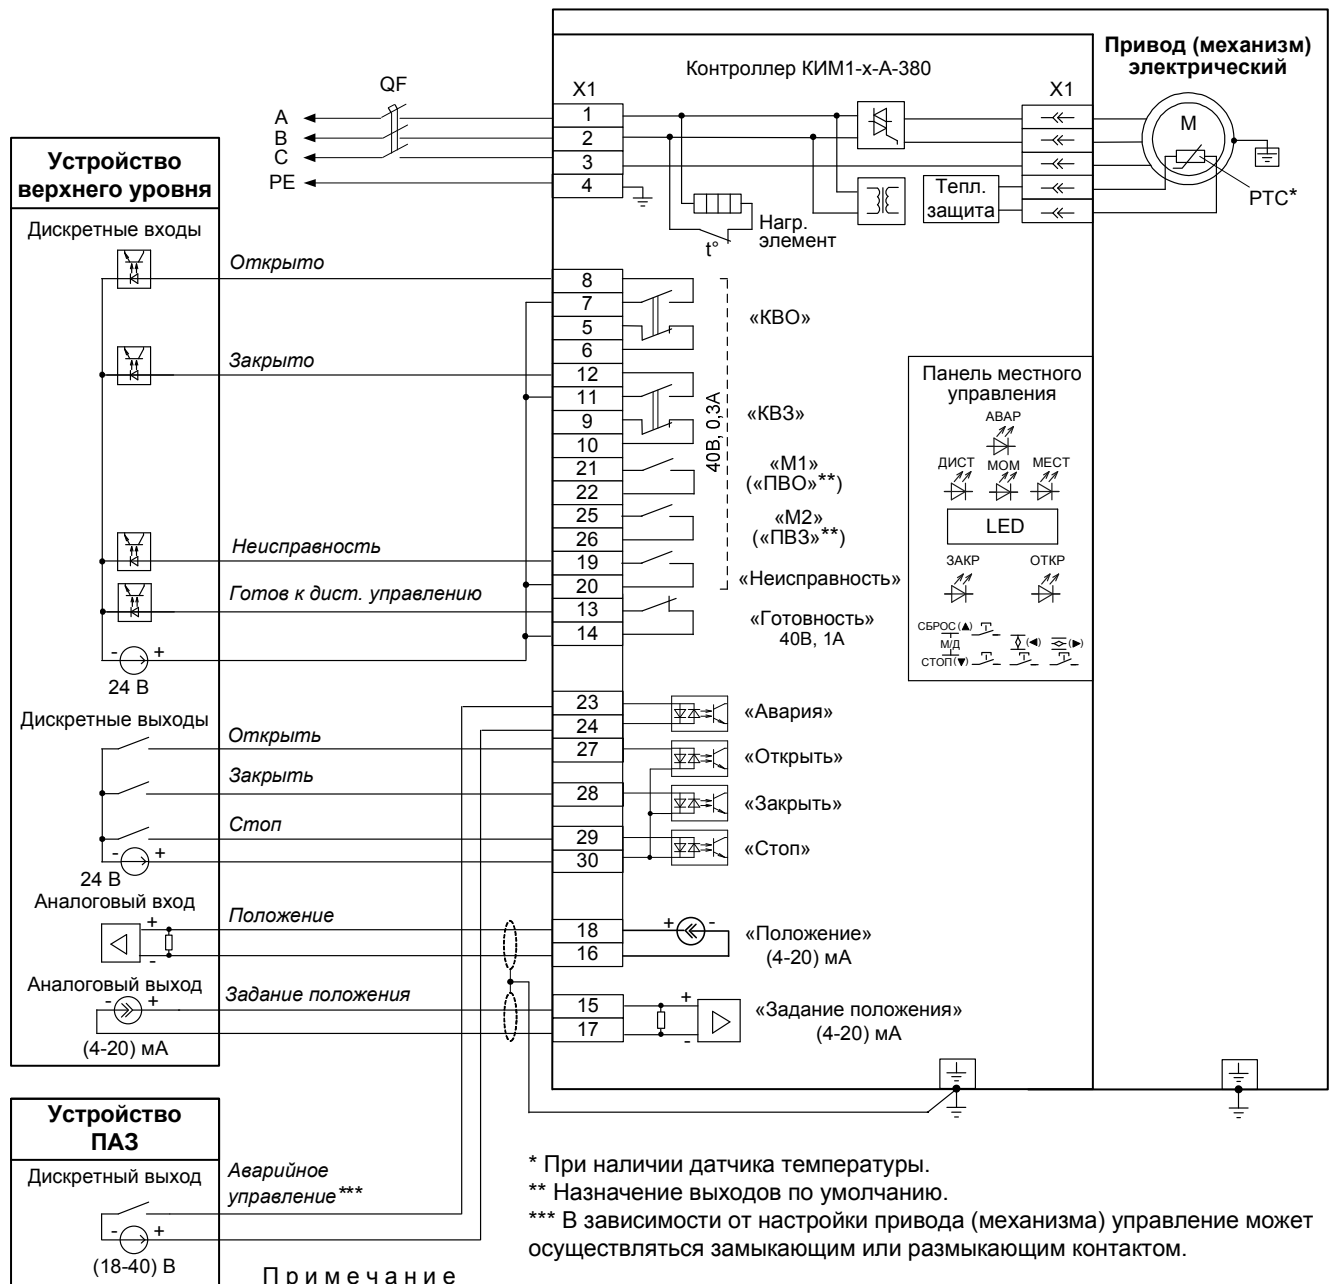 Привод (механизм)
электрический
Контроллер КИМ1-x-А-380
QF
X1
X1
A
B
C
PE
1
2
3
4
M
PTC*
Тепл.
защита
Нагр.
элемент
t°
Устройство
верхнего уровня
Дискретные входы
Открыто
Закрыто
Неисправность
Готов к дист. управлению
- +
24 В
8
7
5
6
12
11
9
10
21
22
25
26
19
20
13
14
40В, 0,3А
«КВО»
«КВЗ»
«М1»
(«ПВО»**)
«М2»
(«ПВЗ»**)
«Неисправность»
«Готовность»
40В, 1А
Панель местного
управления
АВАР
ДИСТ МОМ МЕСТ
LED
ЗАКР ОТКР
СБРОС(▲)
М/Д
(◄) (►)
СТОП(▼)
Дискретные выходы
Открыть
Закрыть
Стоп
- +
24 В
23
24
27
28
29
30
«Авария»
«Открыть»
«Закрыть»
«Стоп»
Аналоговый вход
+
-
Положение
18
16
+ -
«Положение»
(4-20) мА
Аналоговый выход
- +
(4-20) мА
Задание положения
15
17
+
-
«Задание положения»
(4-20) мА
Устройство
ПАЗ
Дискретный выход
- +
(18-40) В
Аварийное
управление***
* При наличии датчика температуры.
** Назначение выходов по умолчанию.
*** В зависимости от настройки привода (механизма) управление может
осуществляться замыкающим или размыкающим контактом.
Примечание